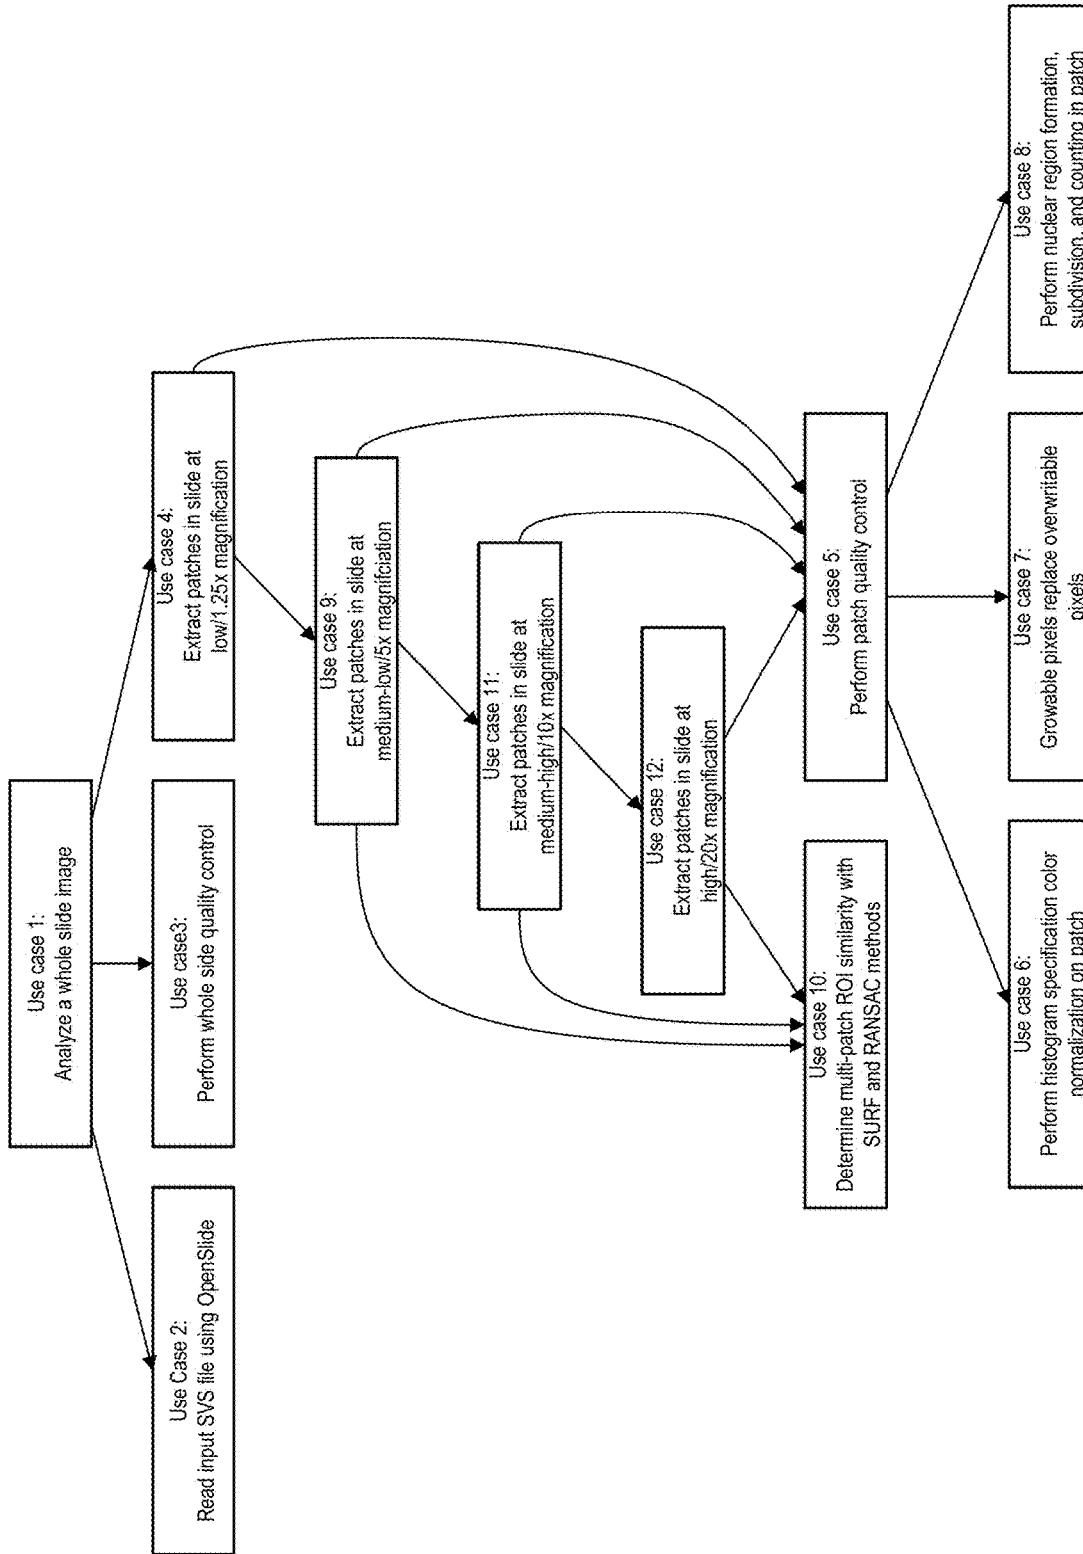 Use case 1:
Analyze a whole slide image
Use Case 2:
Read input SVS file using OpenSlide
Use case3:
Perform whole side quality control
Use case 4:
Extract patches in slide at
low/1.25x magnification
Use case 9:
Extract patches in slide at
medium-low/5x magnifciation
Use case 11:
Extract patches in slide at
medium-high/10x magnification
Use case 12:
Extract patches in slide at
high/20x magnification
Use case 10:
Determine multi-patch ROI similarity with
SURF and RANSAC methods
Use case 5:
Perform patch quality control
Use case 6:
Perform histogram specification color
normalization on patch
Use case 7:
Growable pixels replace overwritable
pixels
Use case 8:
Perform nuclear region formation,
subdivision, and counting in patch